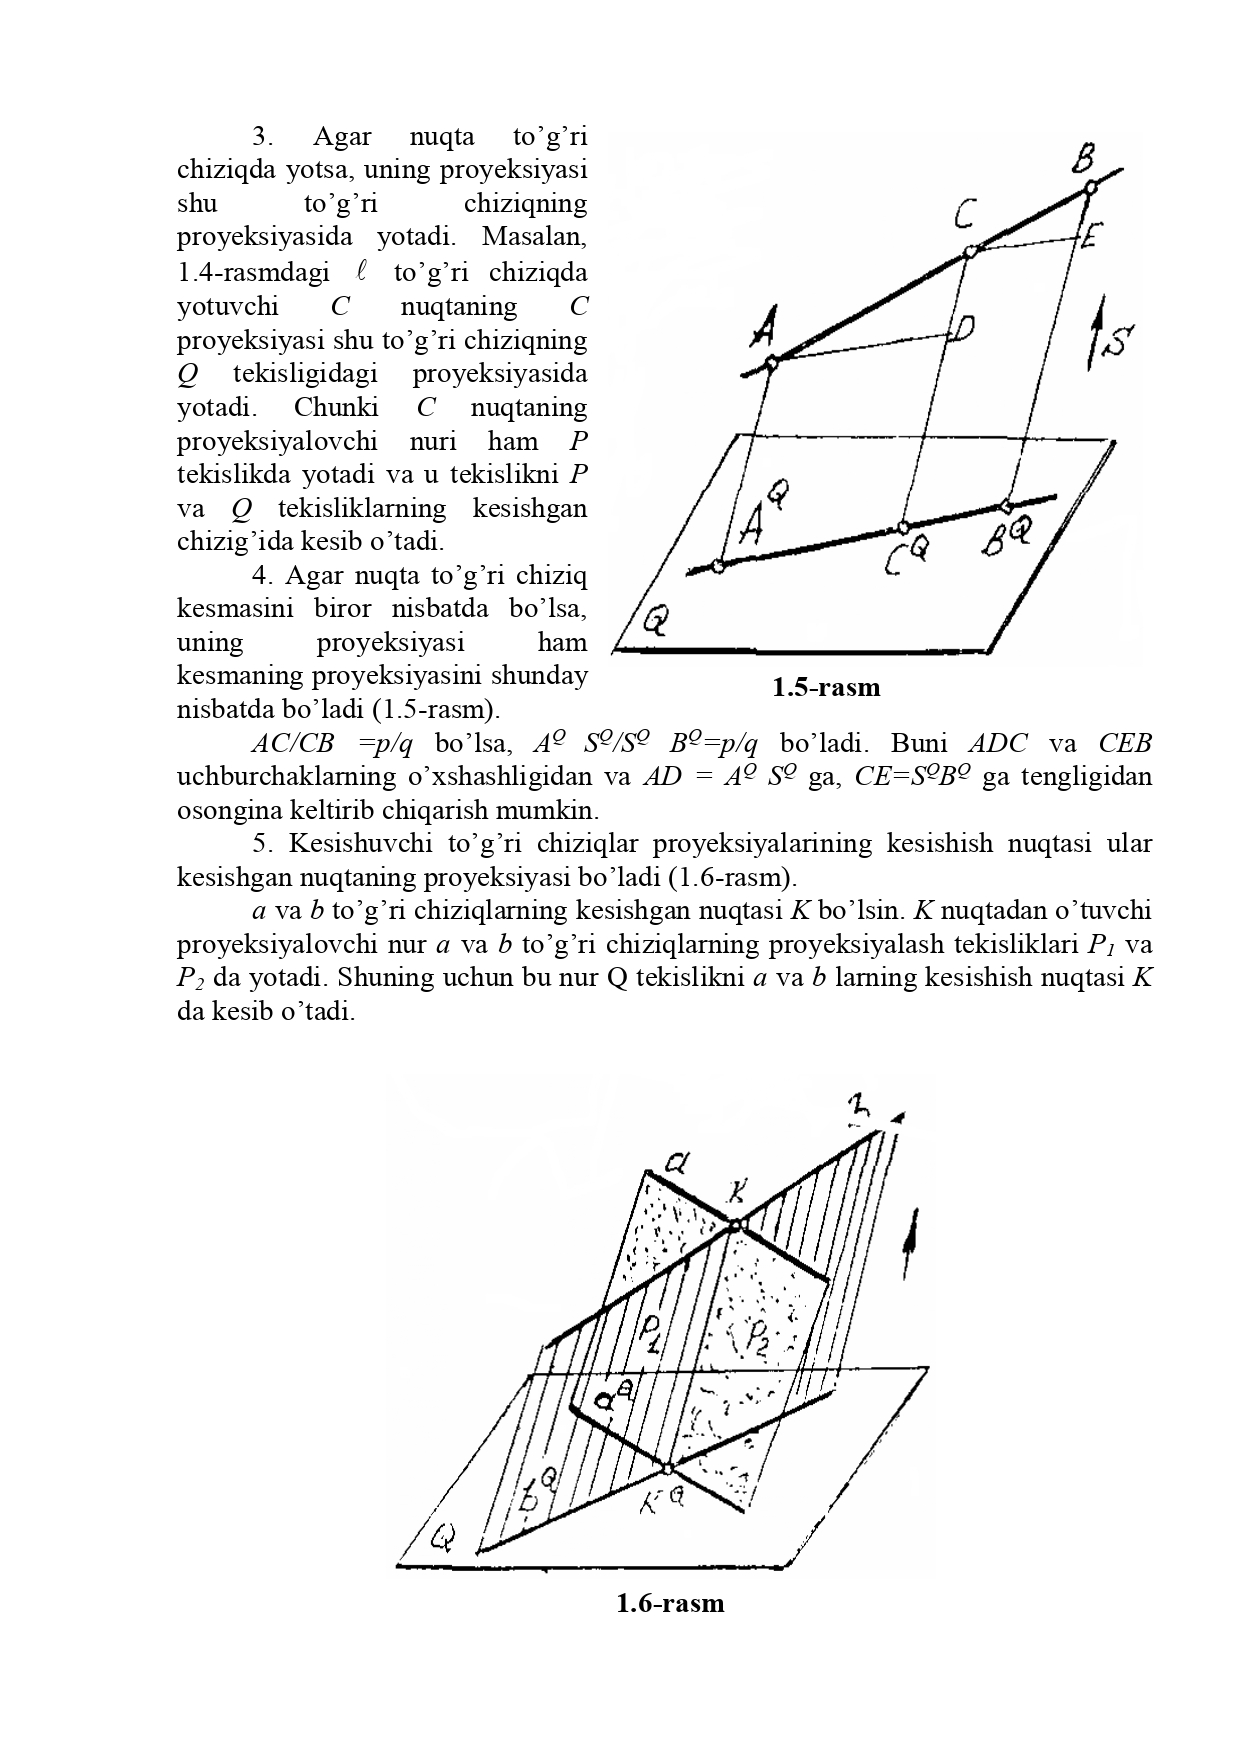 3. Agar nuqta to’g’ri
chiziqda yotsa, uning proyeksiyasi
shu to’g’ri chiziqning
proyeksiyasida yotadi. Masalan,
1.4-rasmdagi ℓ to’g’ri chiziqda
yotuvchi C nuqtaning C
proyeksiyasi shu to’g’ri chiziqning
Q tekisligidagi proyeksiyasida
yotadi. Chunki C nuqtaning
proyeksiyalovchi nuri ham P
tekislikda yotadi va u tekislikni P
va Q tekisliklarning kesishgan
chizig’ida kesib o’tadi.
4. Agar nuqta to’g’ri chiziq
kesmasini biror nisbatda bo’lsa,
uning proyeksiyasi ham
kesmaning proyeksiyasini shunday
nisbatda bo’ladi (1.5-rasm).
B
C
E
A
D
S
A^Q
C^Q
B^Q
Q
1.5-rasm
AC/CB =p/q bo’lsa, A^Q S^Q/S^Q B^Q=p/q bo’ladi. Buni ADC va CEB
uchburchaklarning o’xshashligidan va AD = A^Q S^Q ga, CE=S^QB^Q ga tengligidan
osongina keltirib chiqarish mumkin.
5. Kesishuvchi to’g’ri chiziqlar proyeksiyalarining kesishish nuqtasi ular
kesishgan nuqtaning proyeksiyasi bo’ladi (1.6-rasm).
a va b to’g’ri chiziqlarning kesishgan nuqtasi K bo’lsin. K nuqtadan o’tuvchi
proyeksiyalovchi nur a va b to’g’ri chiziqlarning proyeksiyalash tekisliklari P₁ va
P₂ da yotadi. Shuning uchun bu nur Q tekislikni a va b larning kesishish nuqtasi K
da kesib o’tadi.
a
K
P₁
P₂
a^Q
b^Q
K^Q
Q
1.6-rasm